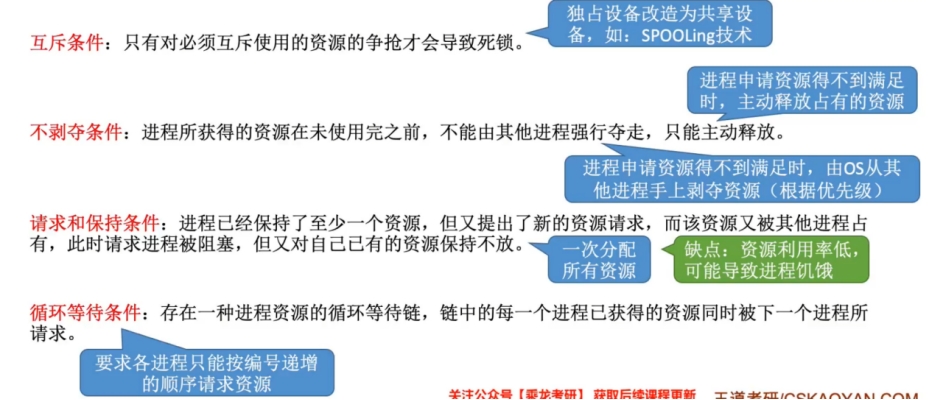 独占设备改造为共享设
备，如：SPOOLing技术
互斥条件：只有对必须互斥使用的资源的争抢才会导致死锁。
进程申请资源得不到满足
时，主动释放占有的资源
不剥夺条件：进程所获得的资源在未使用完之前，不能由其他进程强行夺走，只能主动释放。
进程申请资源得不到满足时，由OS从其
他进程手上剥夺资源（根据优先级）
请求和保持条件：进程已经保持了至少一个资源，但又提出了新的资源请求，而该资源又被其他进程占
有，此时请求进程被阻塞，但又对自己已有的资源保持不放。
一次分配
所有资源
缺点：资源利用率低，
可能导致进程饥饿
循环等待条件：存在一种进程资源的循环等待链，链中的每一个进程已获得的资源同时被下一个进程所
请求。
要求各进程只能按编号递增
的顺序请求资源
关注公众号【乘龙考研】 获取后续课程更新
王道考研/CSKAOYAN.COM